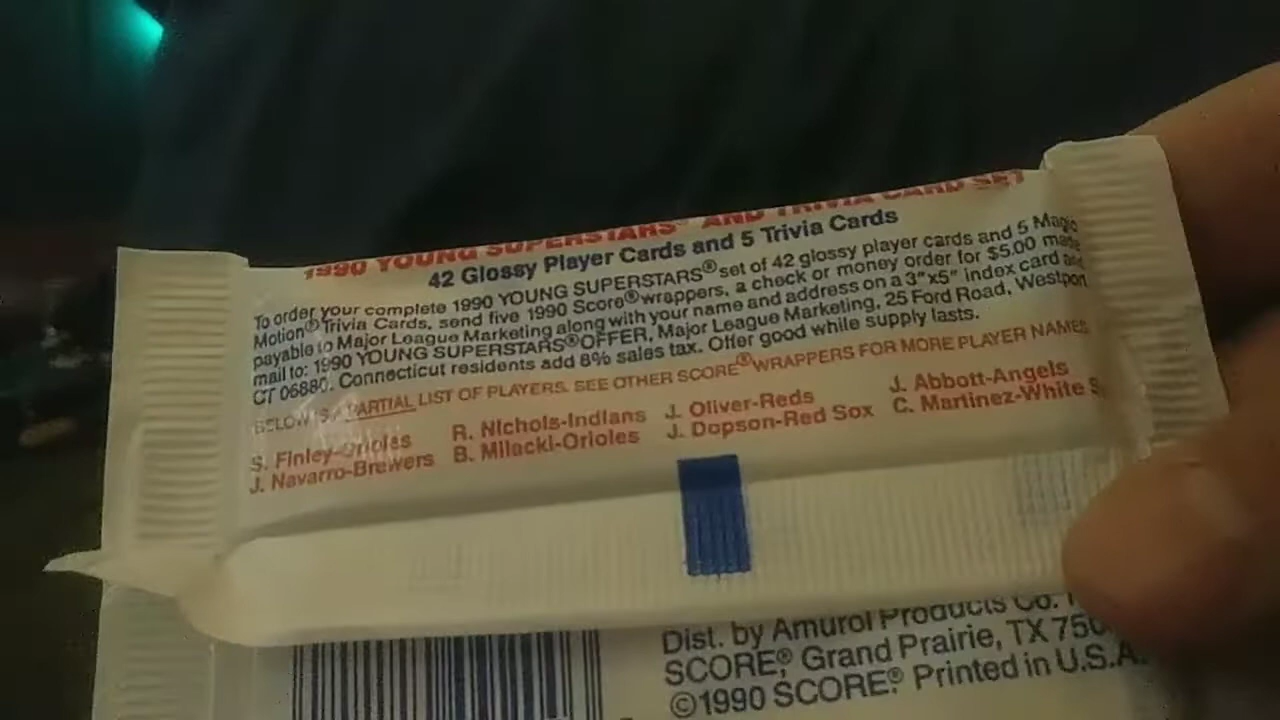 1990 YOUNG SUPERSTARS® AND TRIVIA CARD SET
42 Glossy Player Cards and 5 Trivia Cards
To order your complete 1990 YOUNG SUPERSTARS® set of 42 glossy player cards and 5 Magic
Motion® Trivia Cards, send five 1990 Score® wrappers, a check or money order for $5.00 made
payable to Major League Marketing along with your name and address on a 3"x5" index card and
mail to: 1990 YOUNG SUPERSTARS® OFFER, Major League Marketing, 25 Ford Road, Westport
CT 06880. Connecticut residents add 8% sales tax. Offer good while supply lasts.
BELOW IS A PARTIAL LIST OF PLAYERS. SEE OTHER SCORE® WRAPPERS FOR MORE PLAYER NAMES
S. Finley-Orioles R. Nichols-Indians J. Oliver-Reds J. Abbott-Angels
J. Navarro-Brewers B. Milacki-Orioles J. Dopson-Red Sox C. Martinez-White S
Dist. by Amurol Products Co.
SCORE®, Grand Prairie, TX 750
©1990 SCORE®. Printed in U.S.A.